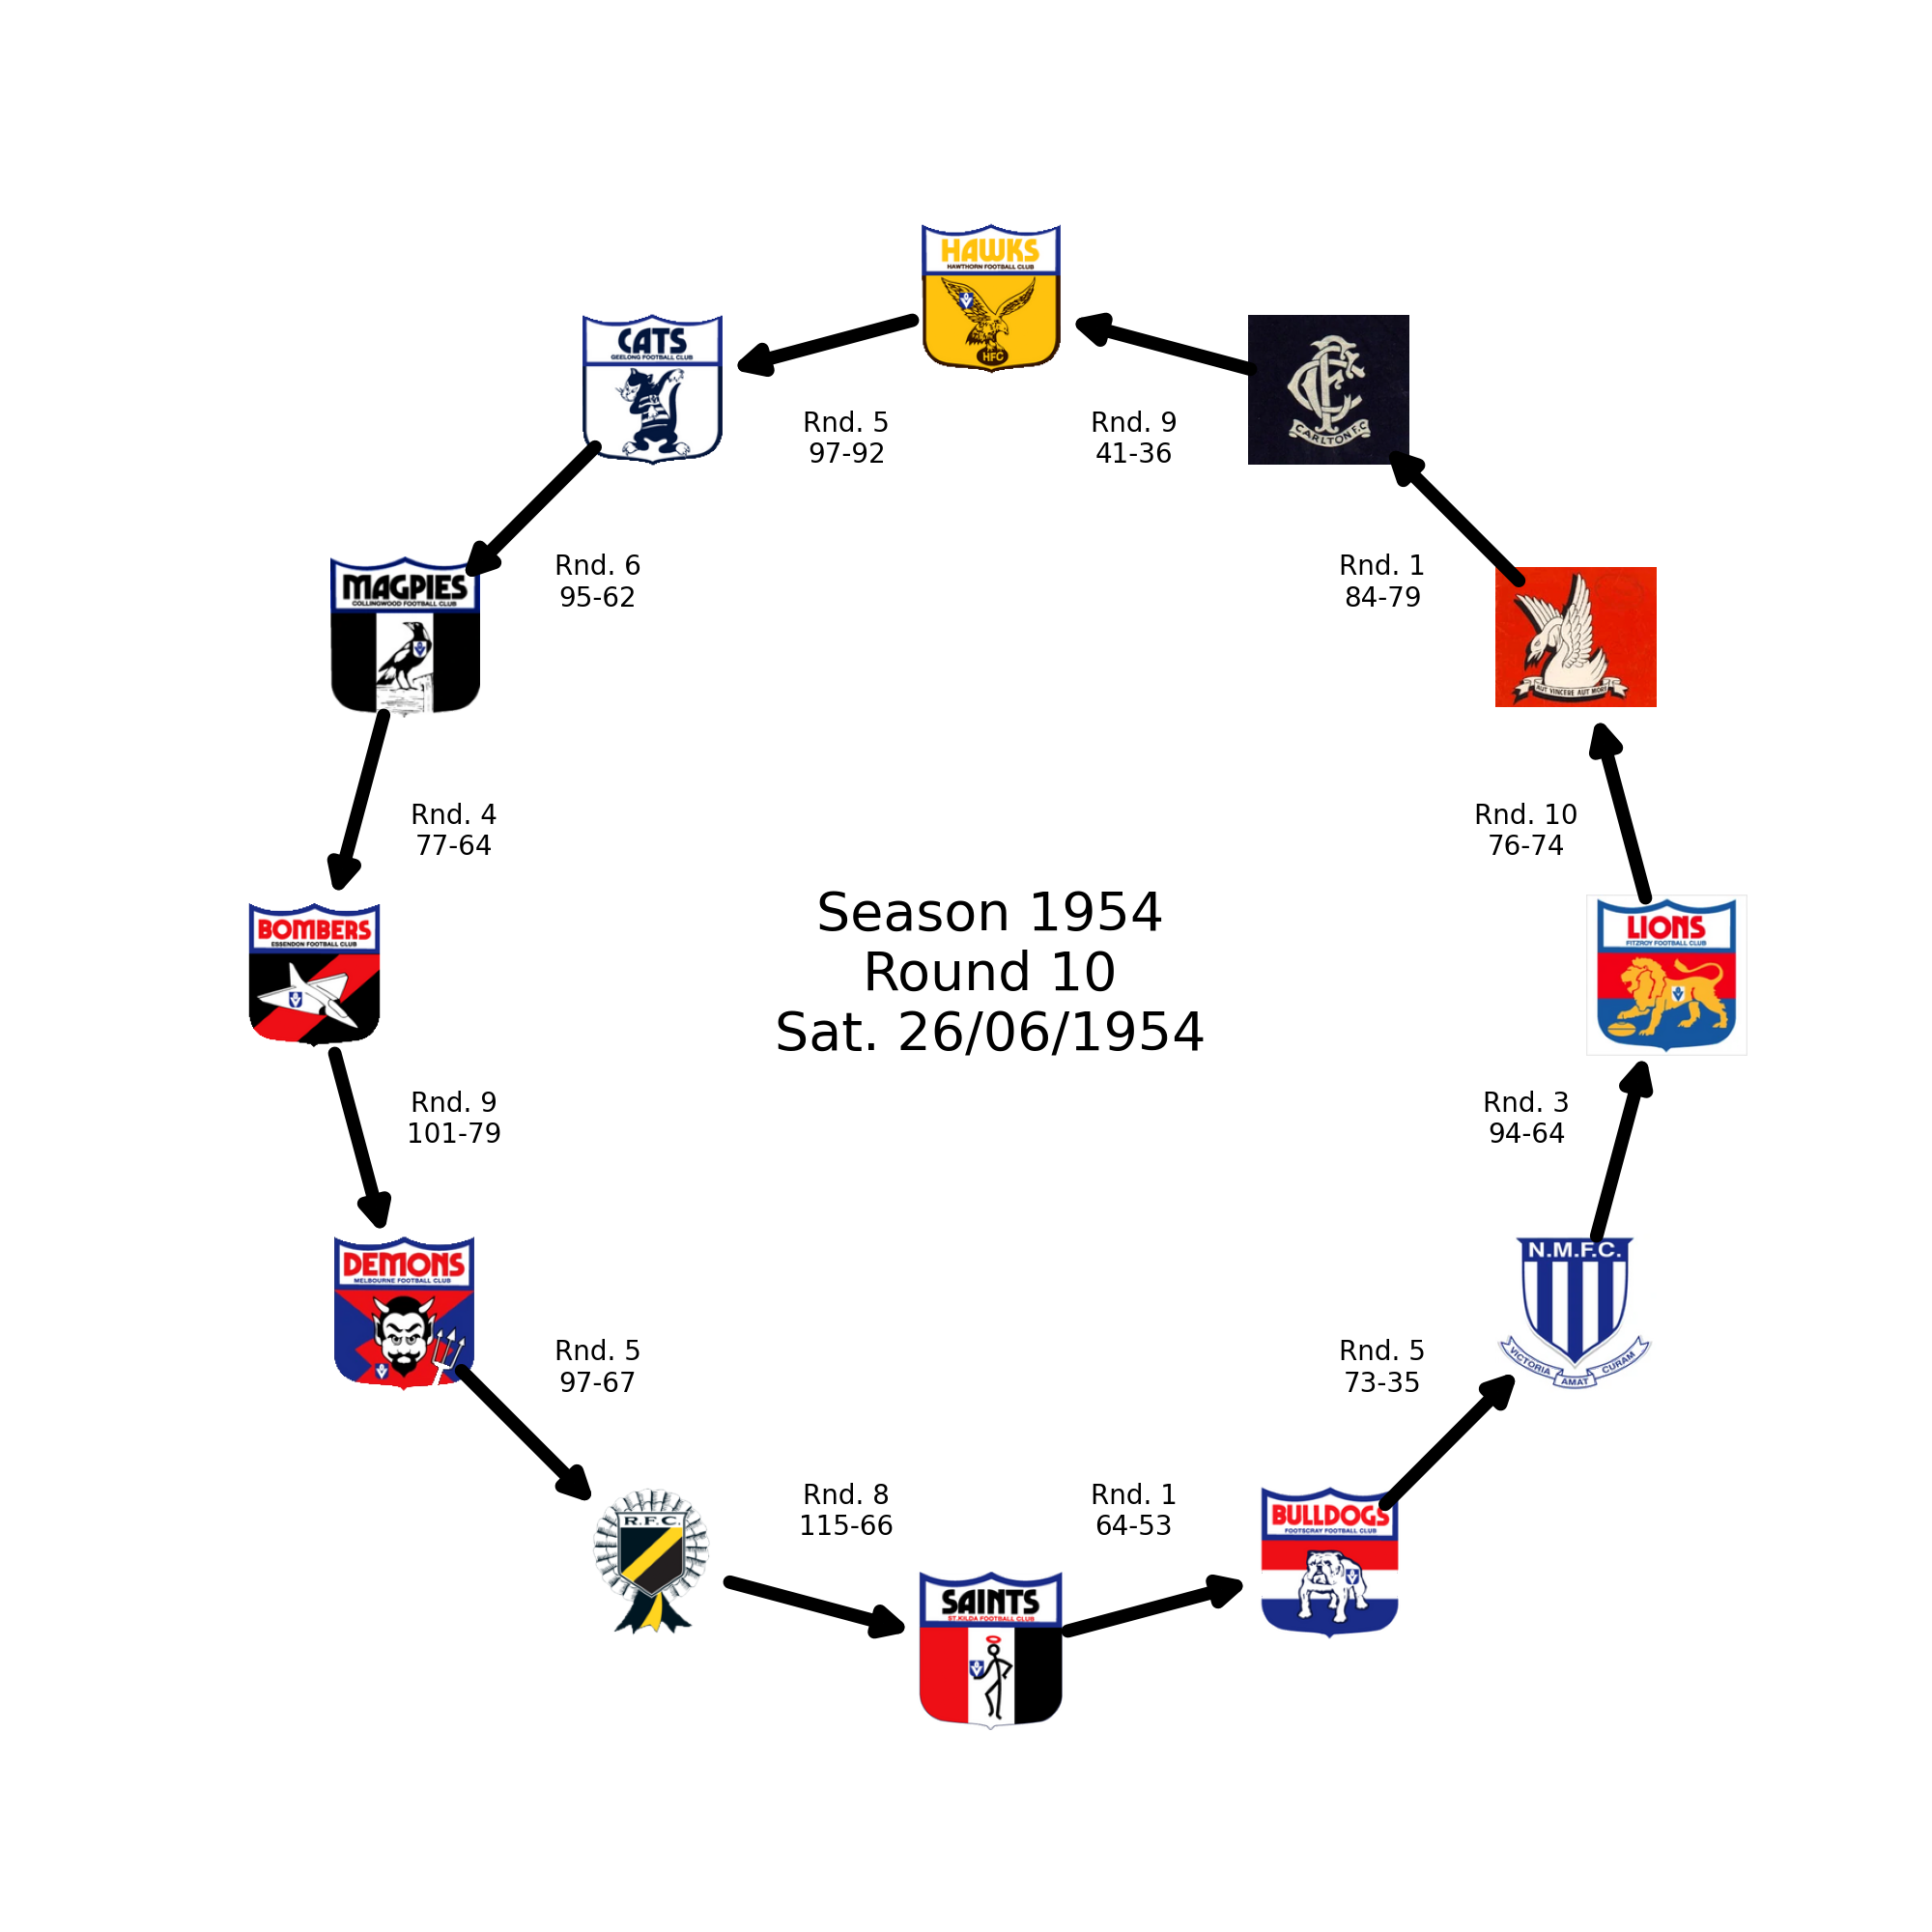 HAWKS
HAWTHORN FOOTBALL CLUB
HFC
CATS
GEELONG FOOTBALL CLUB
CARLTON F.C
Rnd. 5
97-92
Rnd. 9
41-36
MAGPIES
COLLINGWOOD FOOTBALL CLUB
Rnd. 6
95-62
Rnd. 1
84-79
AUT VINCERE AUT MORI
Rnd. 4
77-64
Rnd. 10
76-74
BOMBERS
ESSENDON FOOTBALL CLUB
Season 1954
Round 10
Sat. 26/06/1954
LIONS
FITZROY FOOTBALL CLUB
Rnd. 9
101-79
Rnd. 3
94-64
DEMONS
MELBOURNE FOOTBALL CLUB
N.M.F.C.
VICTORIA AMAT CURAM
Rnd. 5
97-67
Rnd. 5
73-35
R.F.C.
Rnd. 8
115-66
Rnd. 1
64-53
BULLDOGS
FOOTSCRAY FOOTBALL CLUB
SAINTS
ST.KILDA FOOTBALL CLUB